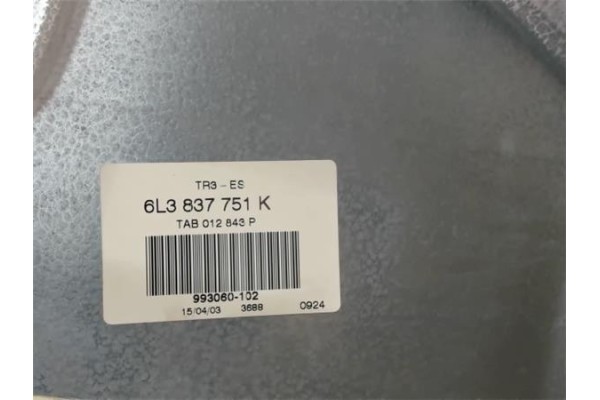 TR3 - ES
6L3 837 751 K
TAB 012 843 P
993060-102
15/04/03 3688 0924